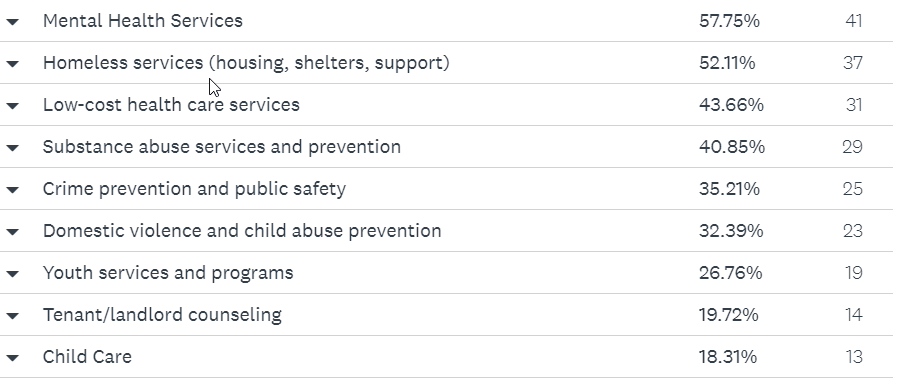 Mental Health Services 57.75% 41
Homeless services (housing, shelters, support) 52.11% 37
Low-cost health care services 43.66% 31
Substance abuse services and prevention 40.85% 29
Crime prevention and public safety 35.21% 25
Domestic violence and child abuse prevention 32.39% 23
Youth services and programs 26.76% 19
Tenant/landlord counseling 19.72% 14
Child Care 18.31% 13